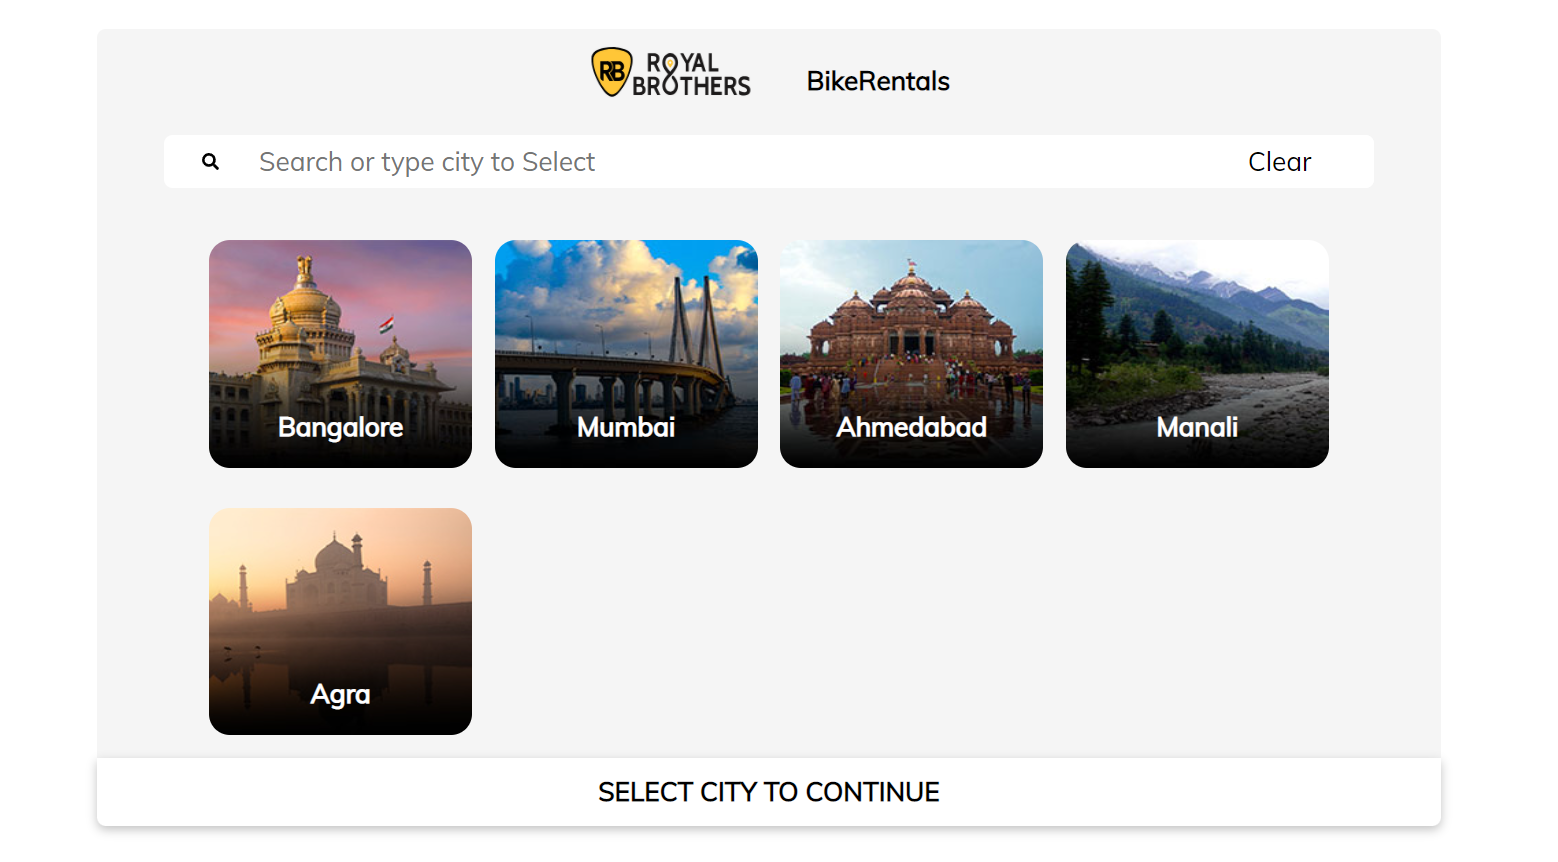 RB ROYAL BROTHERS
BikeRentals
Search or type city to Select
Clear
Bangalore
Mumbai
Ahmedabad
Manali
Agra
SELECT CITY TO CONTINUE